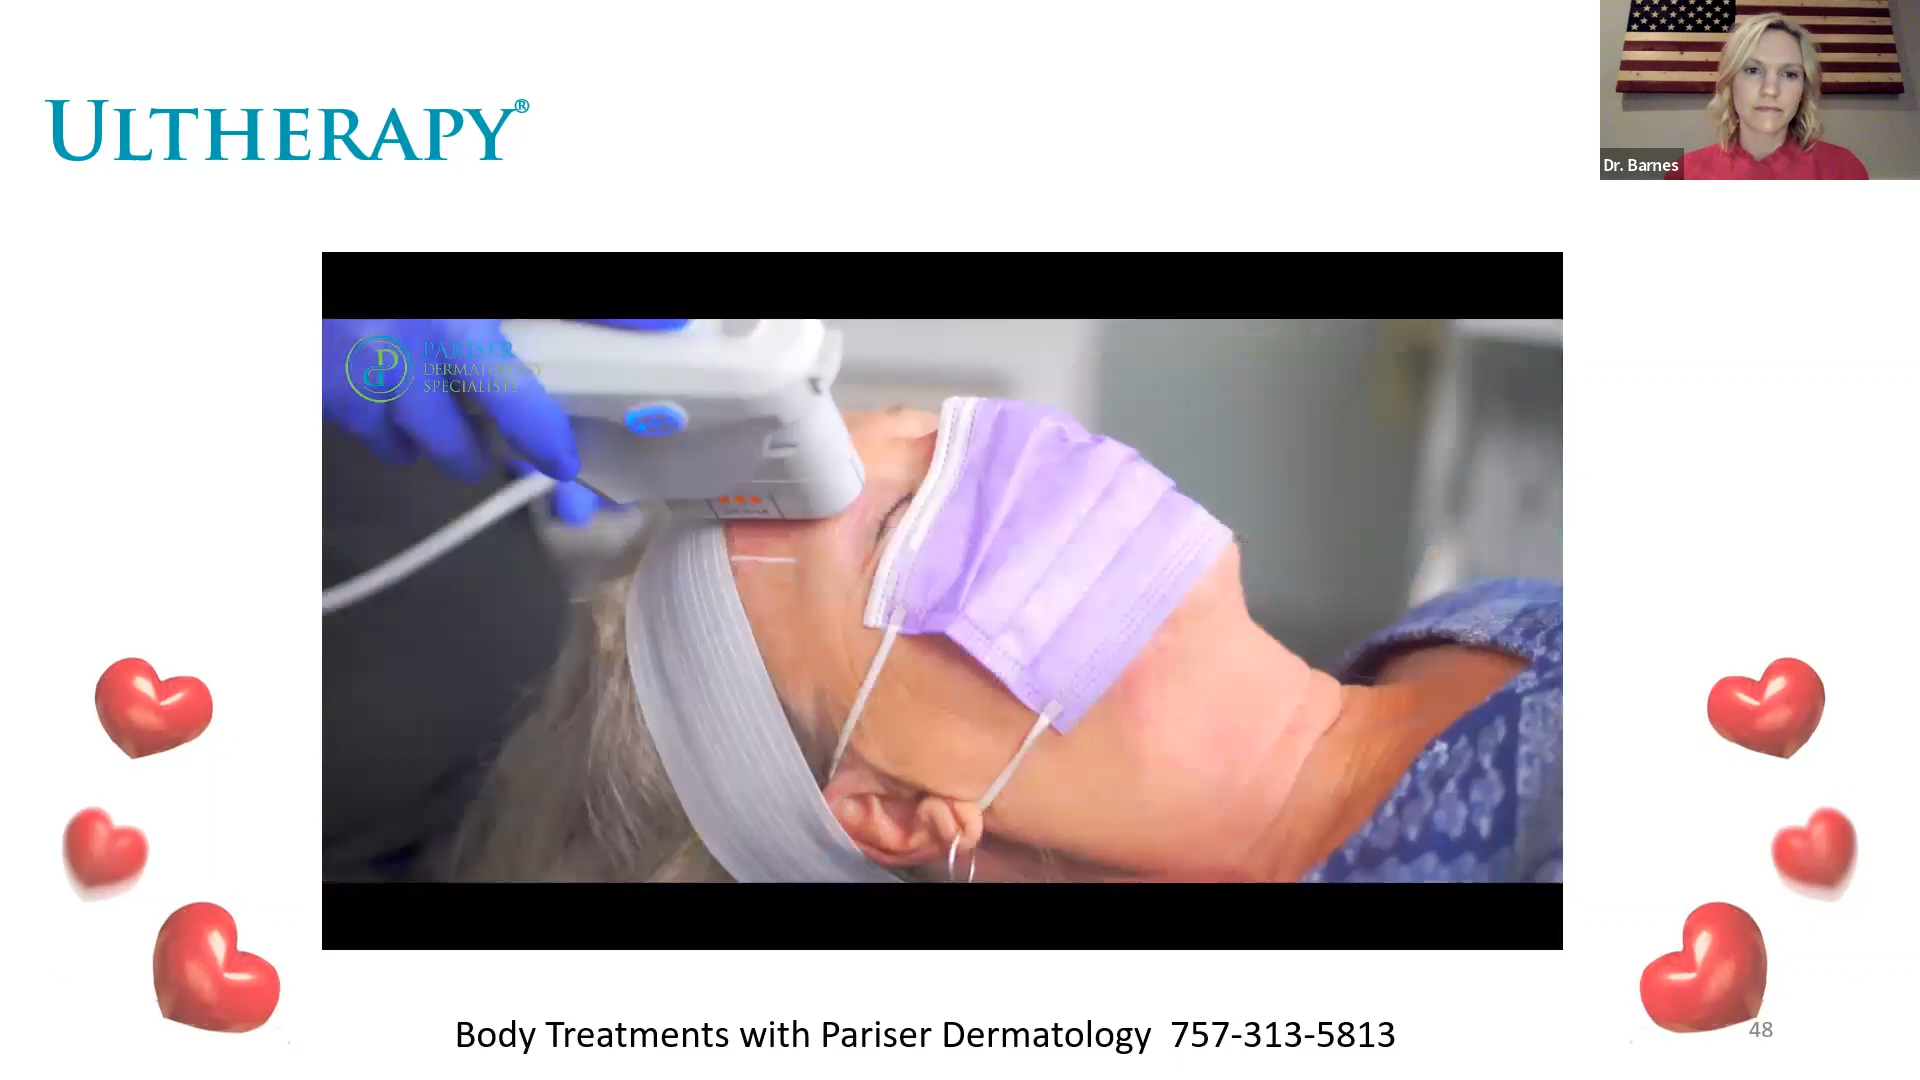 ULTHERAPY®
Dr. Barnes
PARISER
DERMATOLOGY
SPECIALISTS
Body Treatments with Pariser Dermatology 757-313-5813
48